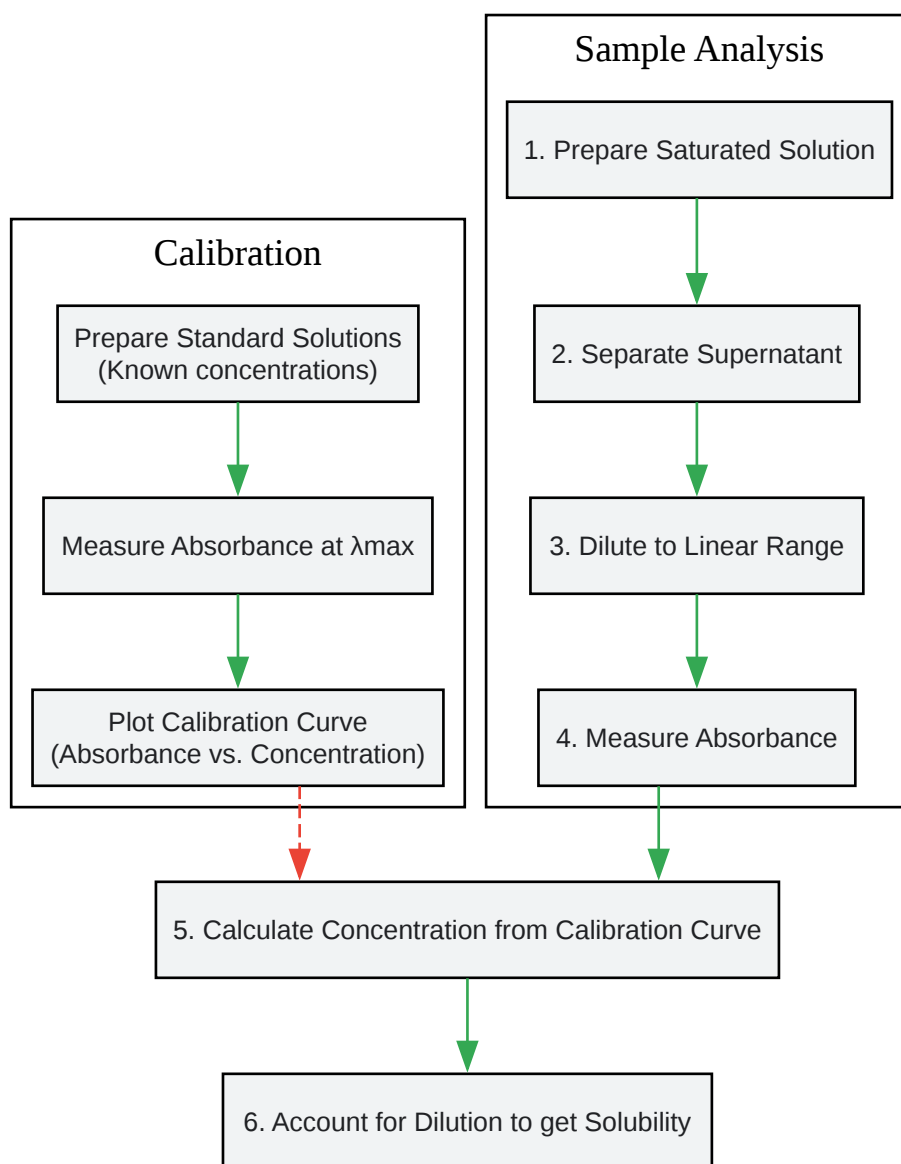 Sample Analysis
1. Prepare Saturated Solution
2. Separate Supernatant
3. Dilute to Linear Range
4. Measure Absorbance
Calibration
Prepare Standard Solutions
(Known concentrations)
Measure Absorbance at λmax
Plot Calibration Curve
(Absorbance vs. Concentration)
5. Calculate Concentration from Calibration Curve
6. Account for Dilution to get Solubility